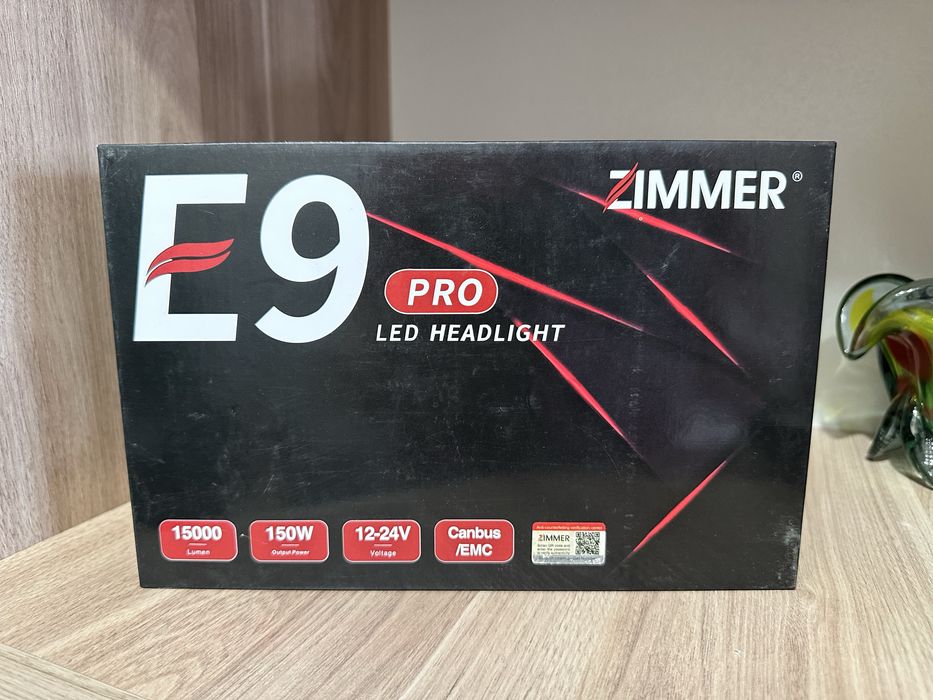 E9
ZIMMER®
PRO
LED HEADLIGHT
15000
Lumen
150W
Output Power
12-24V
Voltage
Canbus
/EMC
ZIMMER